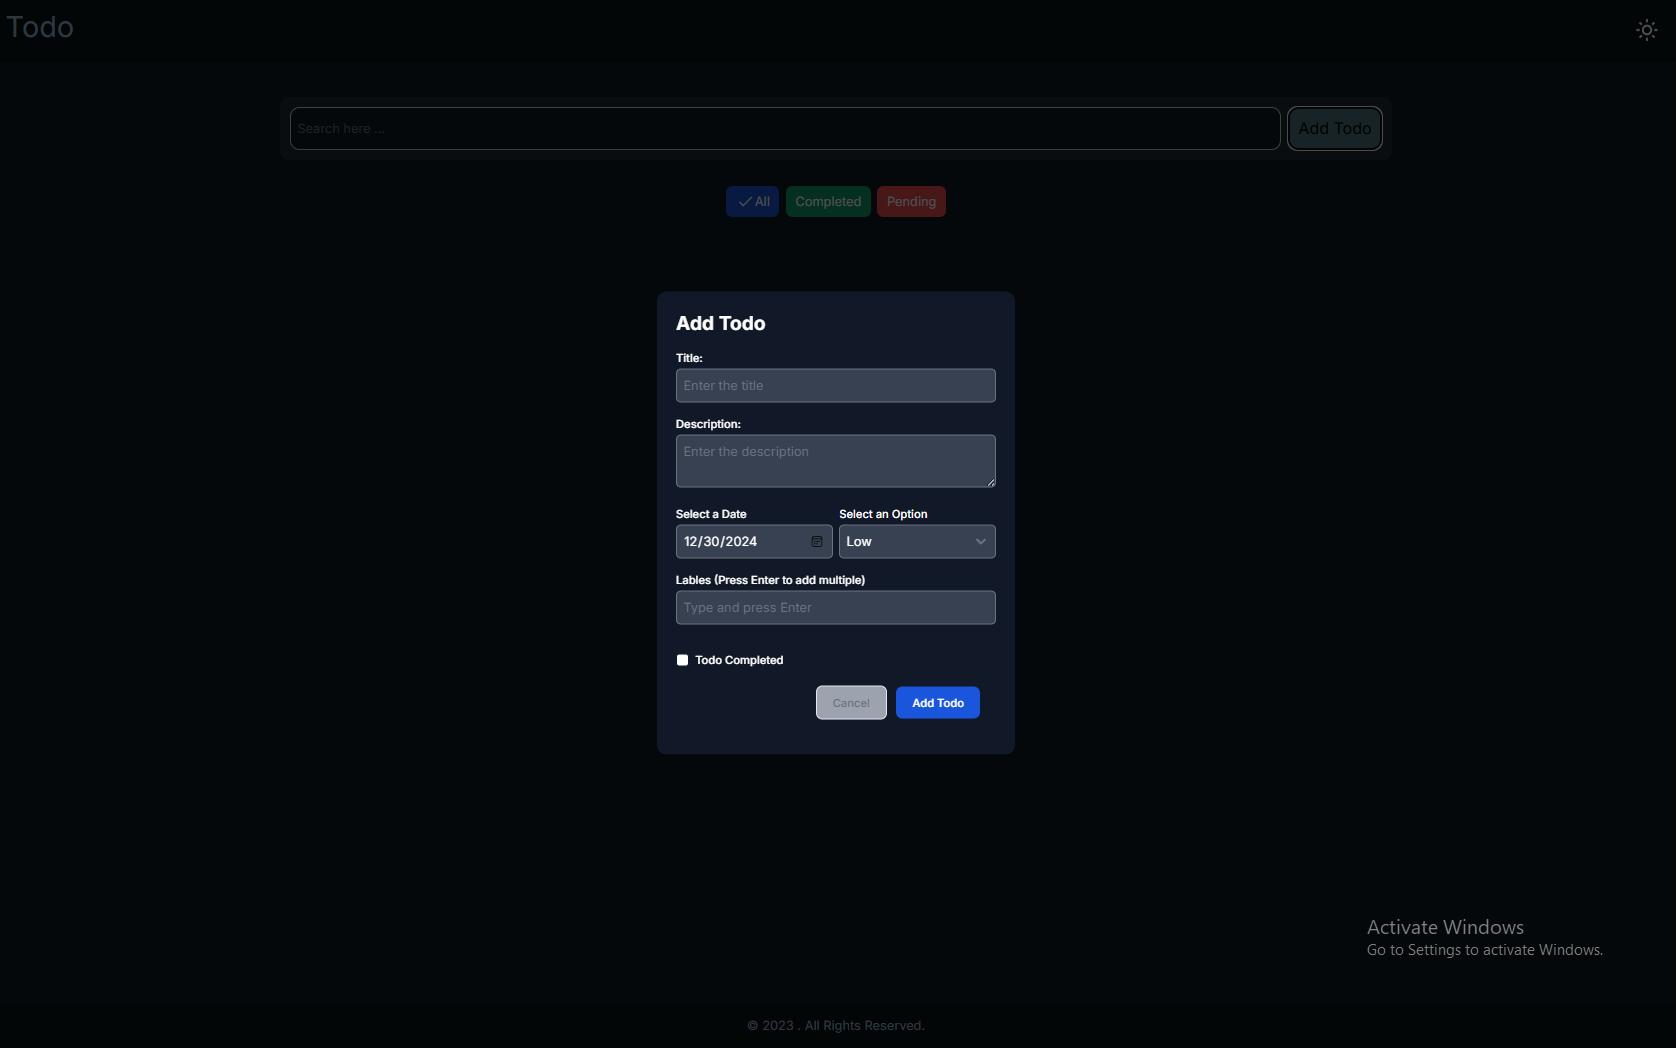 Todo
Search here ...
Add Todo
All
Completed
Pending
Add Todo
Title:
Enter the title
Description:
Enter the description
Select a Date
Select an Option
12/30/2024
Low
Lables (Press Enter to add multiple)
Type and press Enter
Todo Completed
Cancel
Add Todo
Activate Windows
Go to Settings to activate Windows.
© 2023 . All Rights Reserved.